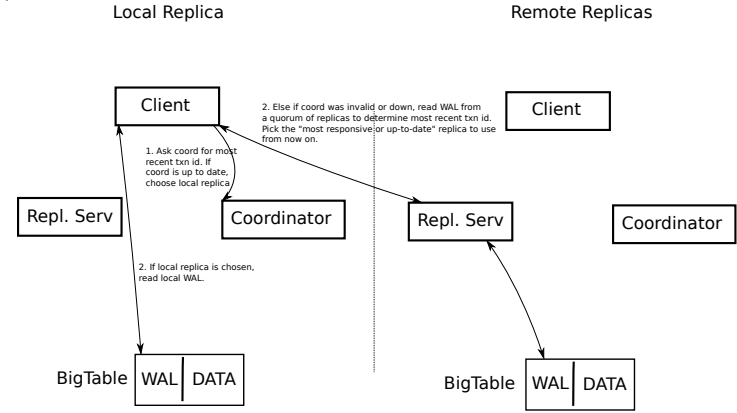 Local Replica
Remote Replicas
Client
2. Else if coord was invalid or down, read WAL from
a quorum of replicas to determine most recent txn id.
Pick the "most responsive or up-to-date" replica to use
from now on.
Client
1. Ask coord for most
recent txn id. If
coord is up to date,
choose local replica
Repl. Serv
Coordinator
Repl. Serv
Coordinator
2. If local replica is chosen,
read local WAL.
BigTable
WAL
DATA
BigTable
WAL
DATA